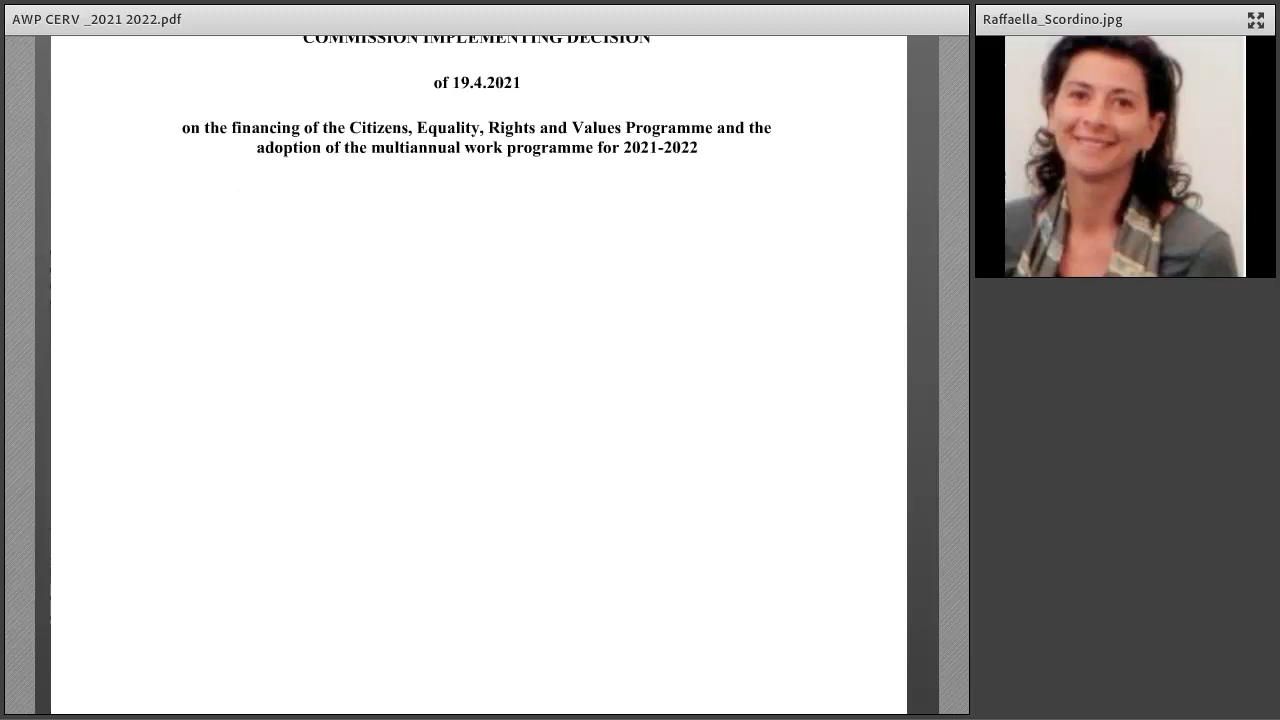 AWP CERV _2021 2022.pdf
Raffaella_Scordino.jpg
COMMISSION IMPLEMENTING DECISION
of 19.4.2021
on the financing of the Citizens, Equality, Rights and Values Programme and the
adoption of the multiannual work programme for 2021-2022